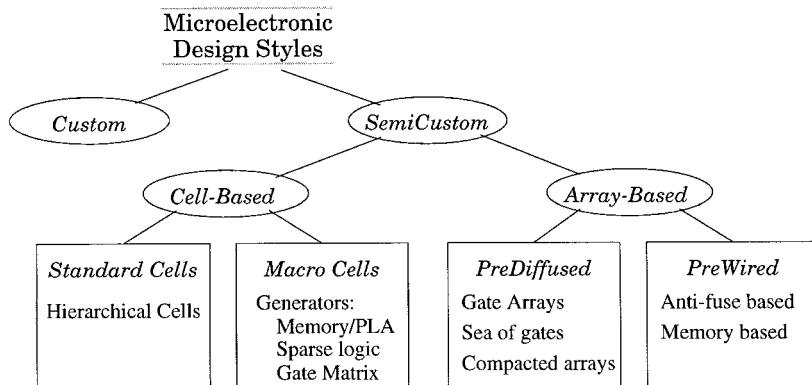 Microelectronic
Design Styles
Custom
SemiCustom
Cell-Based
Array-Based
Standard Cells
Hierarchical Cells
Macro Cells
Generators:
Memory/PLA
Sparse logic
Gate Matrix
PreDiffused
Gate Arrays
Sea of gates
Compacted arrays
PreWired
Anti-fuse based
Memory based